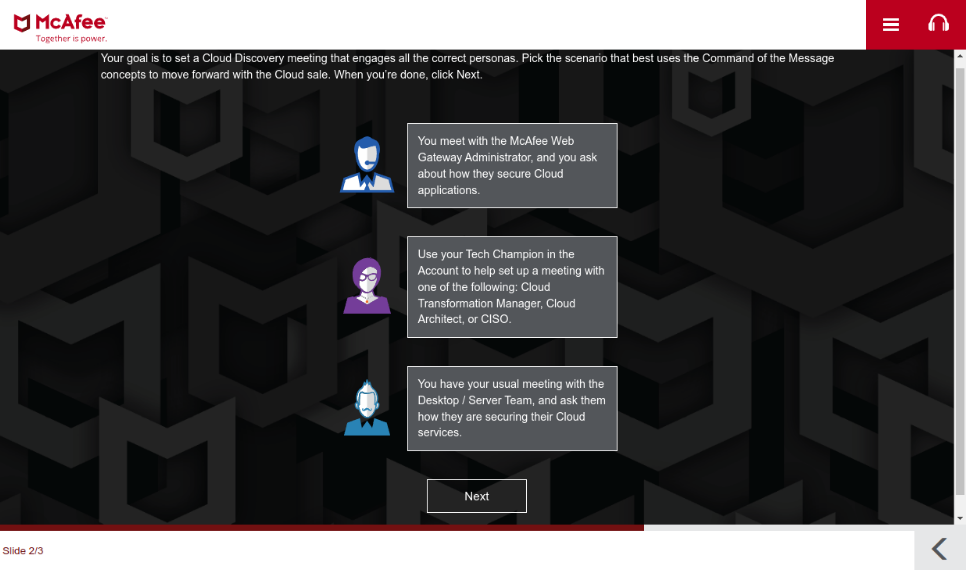 McAfee™
Together is power.
Your goal is to set a Cloud Discovery meeting that engages all the correct personas. Pick the scenario that best uses the Command of the Message
concepts to move forward with the Cloud sale. When you're done, click Next.
You meet with the McAfee Web
Gateway Administrator, and you ask
about how they secure Cloud
applications.
Use your Tech Champion in the
Account to help set up a meeting with
one of the following: Cloud
Transformation Manager, Cloud
Architect, or CISO.
You have your usual meeting with the
Desktop / Server Team, and ask them
how they are securing their Cloud
services.
Next
Slide 2/3